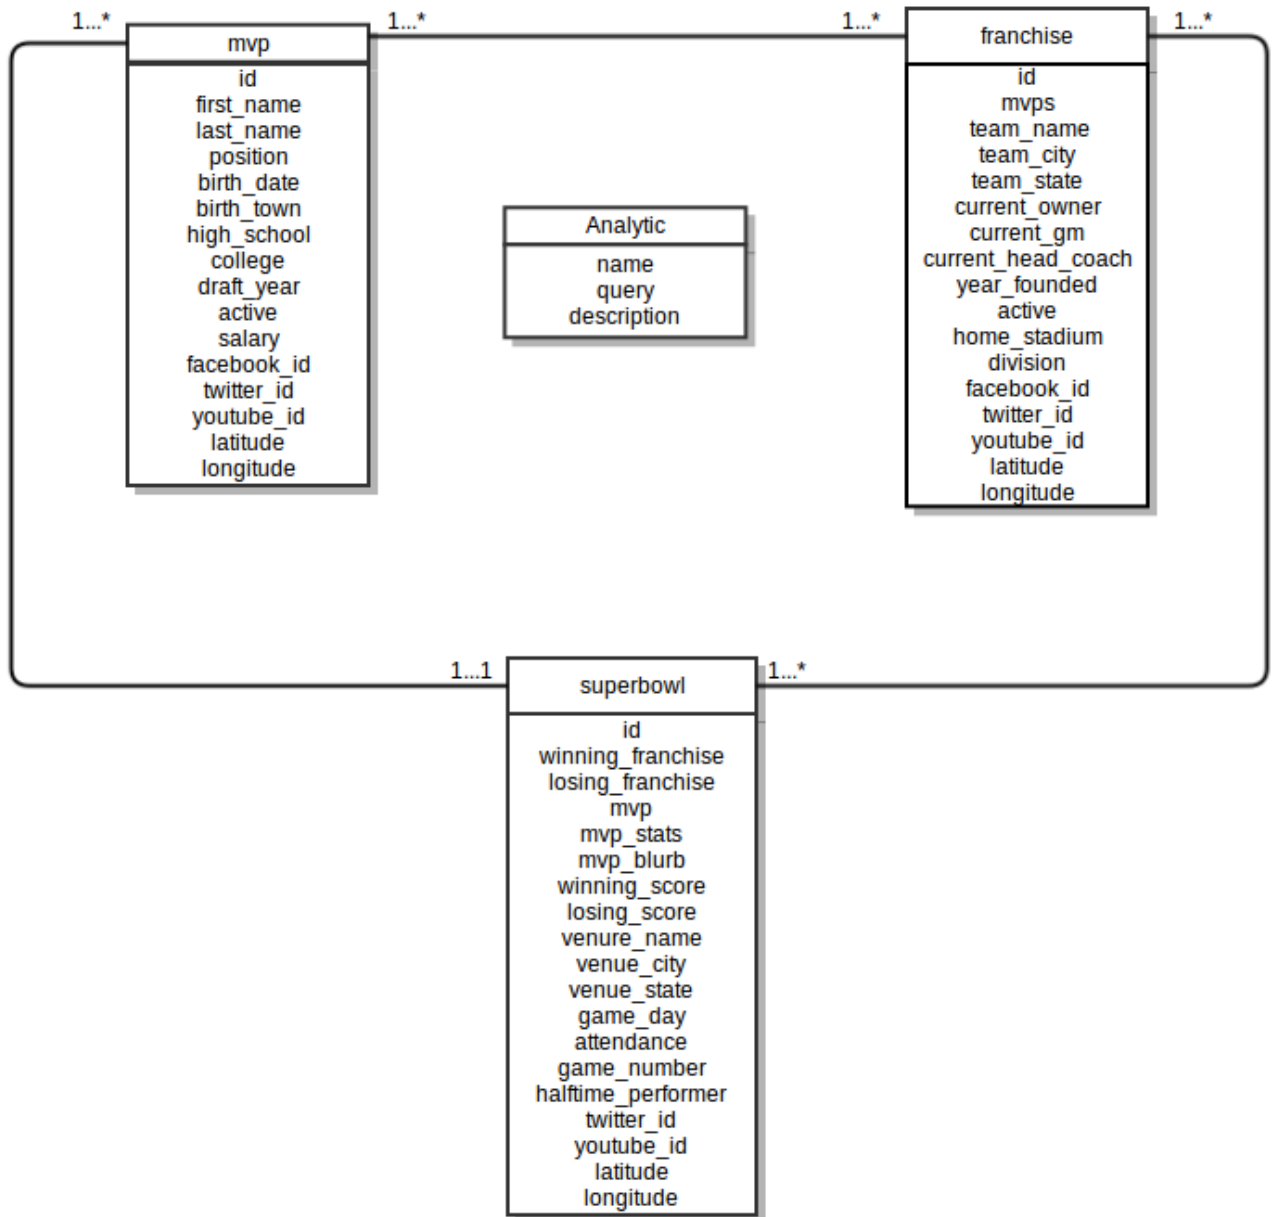 1...*
1...*
1...*
1...*
mvp
id
first_name
last_name
position
birth_date
birth_town
high_school
college
draft_year
active
salary
facebook_id
twitter_id
youtube_id
latitude
longitude
Analytic
name
query
description
franchise
id
mvps
team_name
team_city
team_state
current_owner
current_gm
current_head_coach
year_founded
active
home_stadium
division
facebook_id
twitter_id
youtube_id
latitude
longitude
1...1
1...*
superbowl
id
winning_franchise
losing_franchise
mvp
mvp_stats
mvp_blurb
winning_score
losing_score
venure_name
venue_city
venue_state
game_day
attendance
game_number
halftime_performer
twitter_id
youtube_id
latitude
longitude